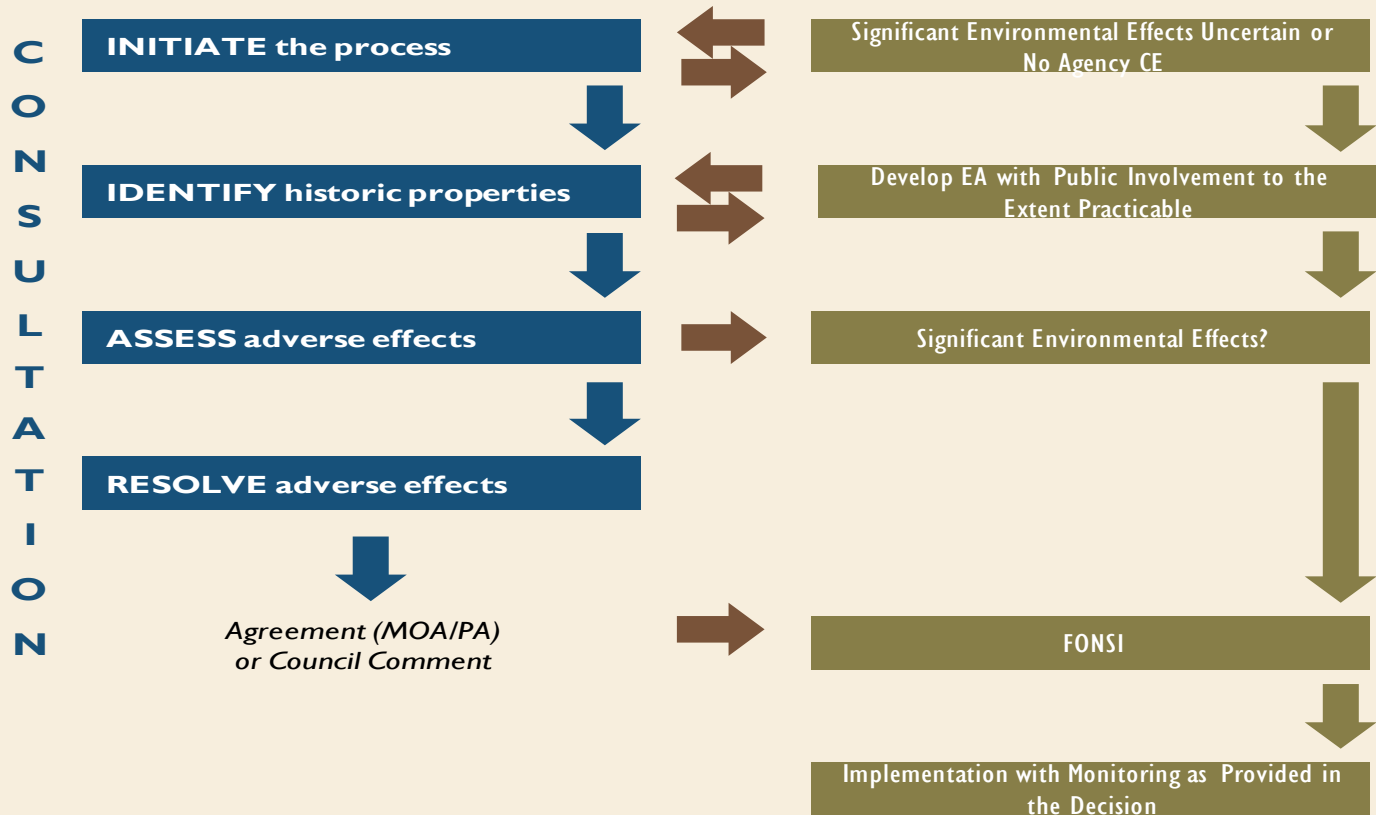 CONSULTATION
INITIATE the process
Significant Environmental Effects Uncertain or
No Agency CE
IDENTIFY historic properties
Develop EA with Public Involvement to the
Extent Practicable
ASSESS adverse effects
Significant Environmental Effects?
RESOLVE adverse effects
Agreement (MOA/PA)
or Council Comment
FONSI
Implementation with Monitoring as Provided in
the Decision